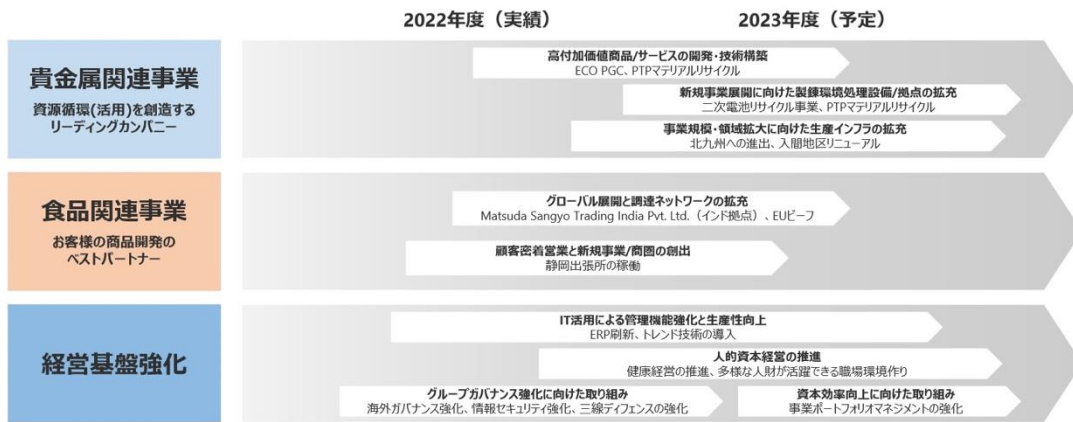 2022年度（実績）
2023年度（予定）
貴金属関連事業
資源循環(活用)を創造する
リーディングカンパニー
高付加価値商品/サービスの開発・技術構築
ECO PGC、PTPマテリアルリサイクル
新規事業展開に向けた製錬環境処理設備/拠点の拡充
二次電池リサイクル事業、PTPマテリアルリサイクル
事業規模・領域拡大に向けた生産インフラの拡充
北九州への進出、入間地区リニューアル
食品関連事業
お客様の商品開発の
ベストパートナー
グローバル展開と調達ネットワークの拡充
Matsuda Sangyo Trading India Pvt. Ltd.（インド拠点）、EUビーフ
顧客密着営業と新規事業/商圏の創出
静岡出張所の稼働
経営基盤強化
IT活用による管理機能強化と生産性向上
ERP刷新、トレンド技術の導入
人的資本経営の推進
健康経営の推進、多様な人財が活躍できる職場環境作り
グループガバナンス強化に向けた取り組み
海外ガバナンス強化、情報セキュリティ強化、三線ディフェンスの強化
資本効率向上に向けた取り組み
事業ポートフォリオマネジメントの強化